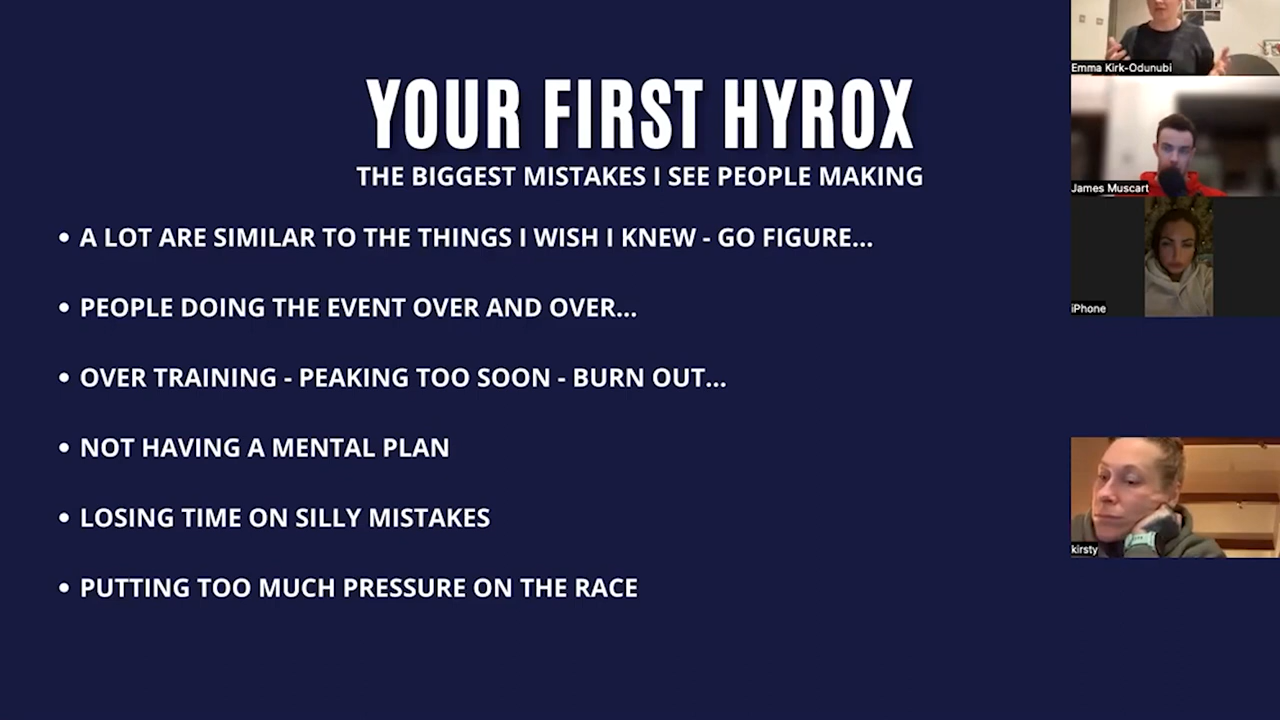 YOUR FIRST HYROX
THE BIGGEST MISTAKES I SEE PEOPLE MAKING
• A LOT ARE SIMILAR TO THE THINGS I WISH I KNEW - GO FIGURE...
• PEOPLE DOING THE EVENT OVER AND OVER...
• OVER TRAINING - PEAKING TOO SOON - BURN OUT...
• NOT HAVING A MENTAL PLAN
• LOSING TIME ON SILLY MISTAKES
• PUTTING TOO MUCH PRESSURE ON THE RACE
Emma Kirk-Odunubi
James Muscart
iPhone
kirsty